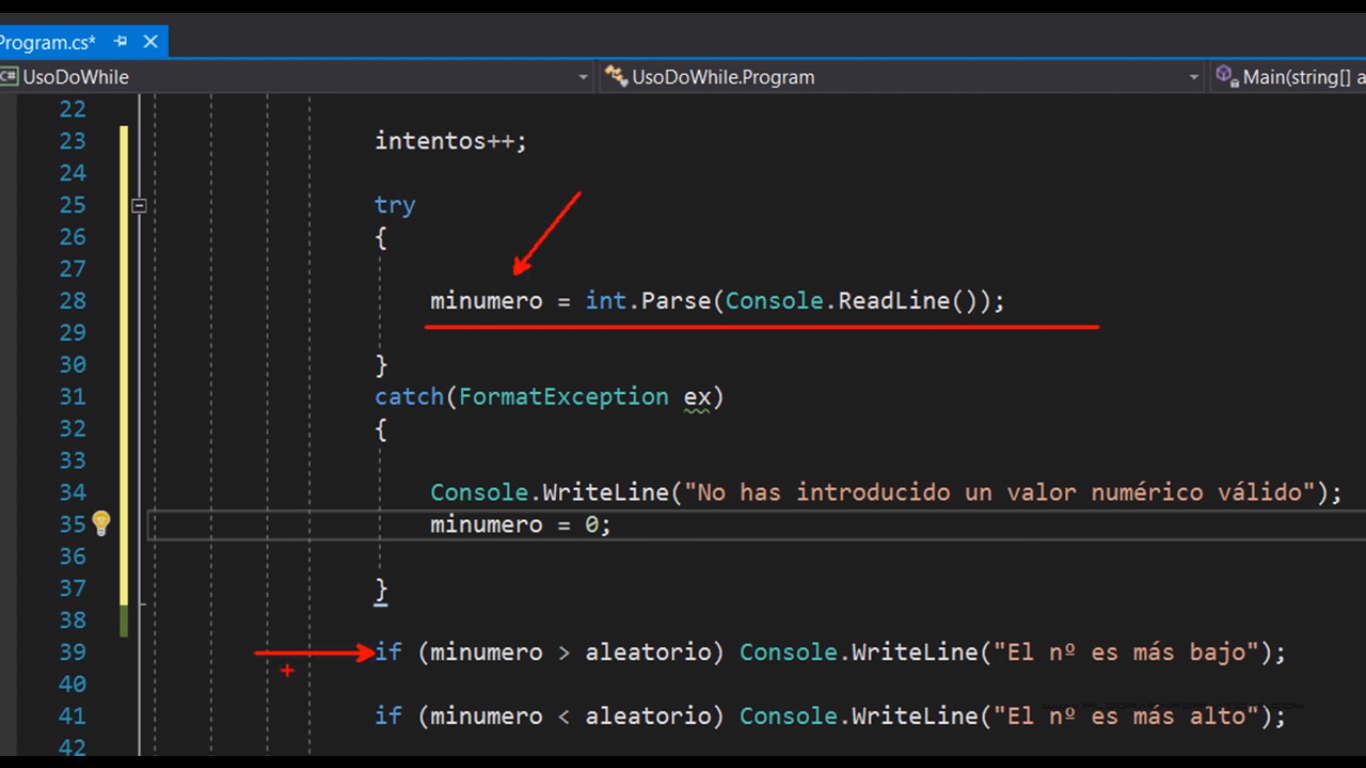 Program.cs*
C# UsoDoWhile UsoDoWhile.Program Main(string[] a
22
23 intentos++;
24
25 try
26 {
27
28 minumero = int.Parse(Console.ReadLine());
29
30 }
31 catch(FormatException ex)
32 {
33
34 Console.WriteLine("No has introducido un valor numérico válido");
35 minumero = 0;
36
37 }
38
39 if (minumero > aleatorio) Console.WriteLine("El nº es más bajo");
40
41 if (minumero < aleatorio) Console.WriteLine("El nº es más alto");
42